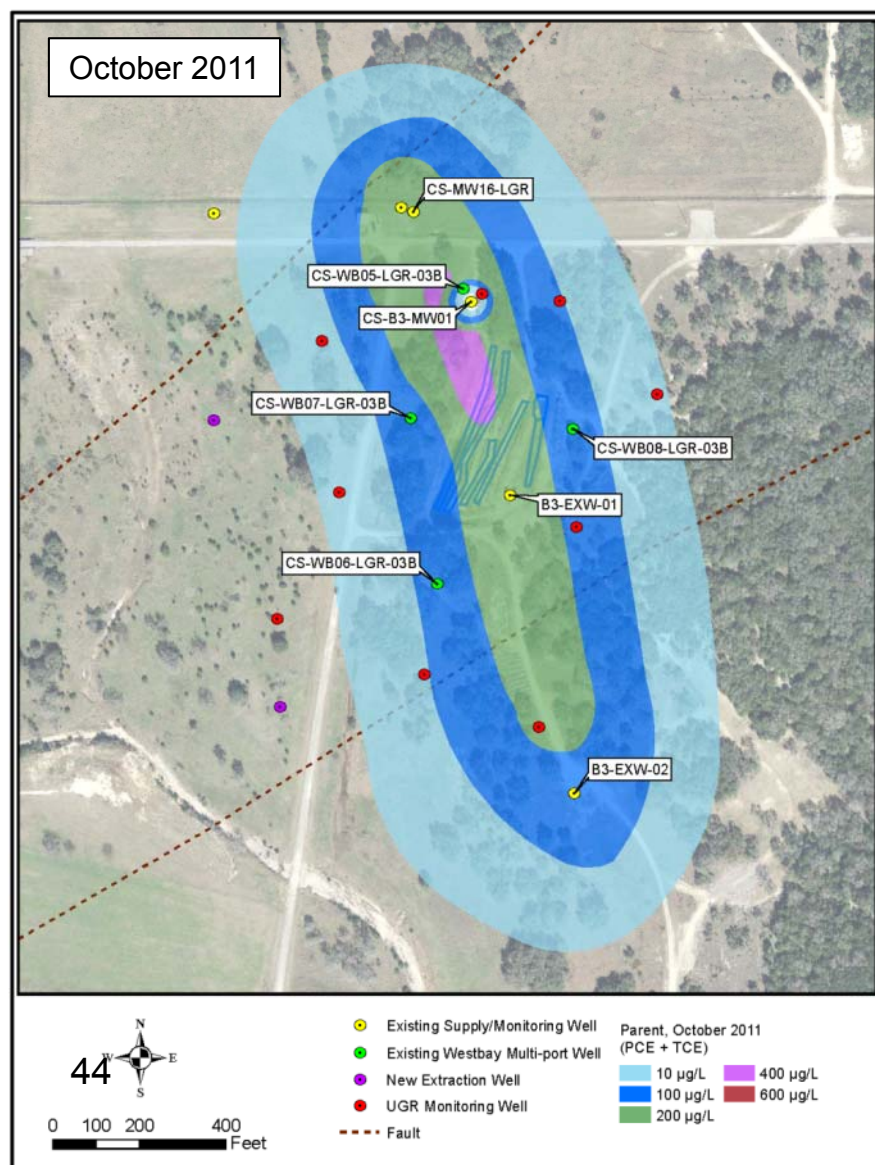 October 2011
CS-MW16-LGR
CS-WB05-LGR-03B
CS-B3-MW01
CS-WB07-LGR-03B
CS-WB08-LGR-03B
B3-EXW-01
CS-WB06-LGR-03B
B3-EXW-02
44
N
W E
S
0 100 200 400
Feet
Existing Supply/Monitoring Well
Existing Westbay Multi-port Well
New Extraction Well
UGR Monitoring Well
Fault
Parent, October 2011
(PCE + TCE)
10 µg/L
100 µg/L
200 µg/L
400 µg/L
600 µg/L